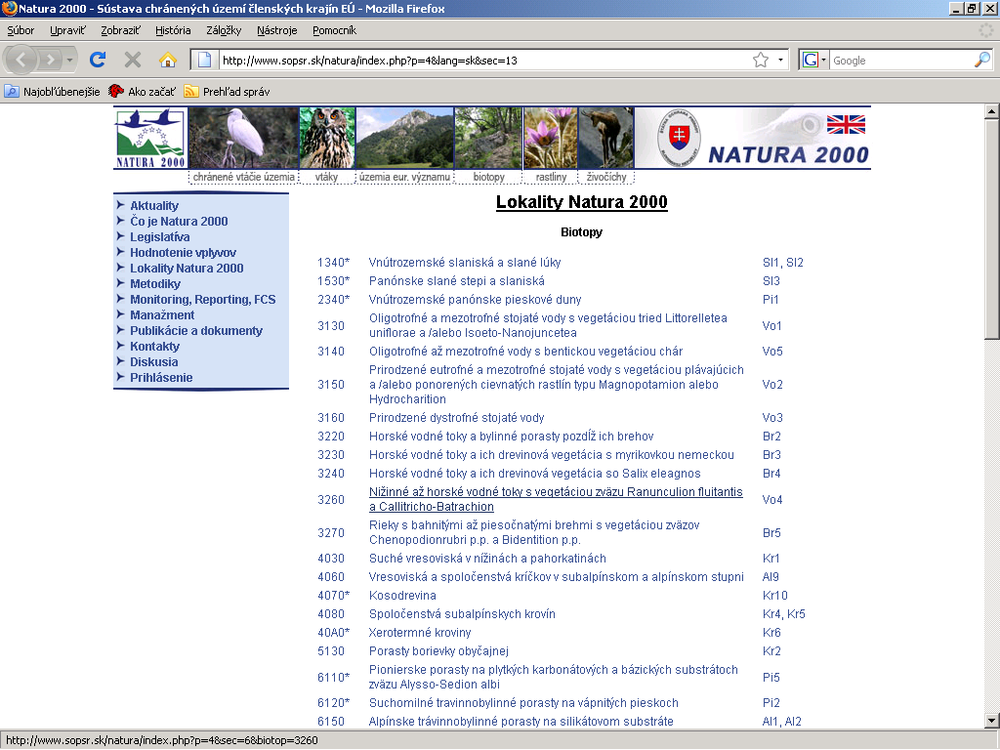 Natura 2000 - Sústava chránených území členských krajín EÚ - Mozilla Firefox
Súbor Upraviť Zobraziť História Záložky Nástroje Pomocník
http://www.sopsr.sk/natura/index.php?p=4&lang=sk&sec=13
G Google
Najobľúbenejšie Ako začať Prehľad správ
NATURA 2000
ŠTÁTNA OCHRANA PRÍRODY SLOVENSKEJ REPUBLIKY
NATURA 2000
chránené vtáčie územia vtáky územia eur. významu biotopy rastliny živočíchy
Aktuality
Čo je Natura 2000
Legislatíva
Hodnotenie vplyvov
Lokality Natura 2000
Metodiky
Monitoring, Reporting, FCS
Manažment
Publikácie a dokumenty
Kontakty
Diskusia
Prihlásenie
Lokality Natura 2000
Biotopy
1340* Vnútrozemské slaniská a slané lúky Sl1, Sl2
1530* Panónske slané stepi a slaniská Sl3
2340* Vnútrozemské panónske pieskové duny Pi1
3130 Oligotrofné a mezotrofné stojaté vody s vegetáciou tried Littorelletea
uniflorae a /alebo Isoeto-Nanojuncetea Vo1
3140 Oligotrofné až mezotrofné vody s bentickou vegetáciou chár Vo5
3150 Prirodzené eutrofné a mezotrofné stojaté vody s vegetáciou plávajúcich
a /alebo ponorených cievnatých rastlín typu Magnopotamion alebo Vo2
Hydrocharition
3160 Prirodzené dystrofné stojaté vody Vo3
3220 Horské vodné toky a bylinné porasty pozdĺž ich brehov Br2
3230 Horské vodné toky a ich drevinová vegetácia s myrikovkou nemeckou Br3
3240 Horské vodné toky a ich drevinová vegetácia so Salix eleagnos Br4
3260 Nižinné až horské vodné toky s vegetáciou zväzu Ranunculion fluitantis
a Callitricho-Batrachion Vo4
3270 Rieky s bahnitými až piesočnatými brehmi s vegetáciou zväzov
Chenopodionrubri p.p. a Bidentition p.p. Br5
4030 Suché vresoviská v nížinách a pahorkatinách Kr1
4060 Vresoviská a spoločenstvá kríčkov v subalpínskom a alpínskom stupni Al9
4070* Kosodrevina Kr10
4080 Spoločenstvá subalpínskych krovín Kr4, Kr5
40A0* Xerotermné kroviny Kr6
5130 Porasty borievky obyčajnej Kr2
6110* Pionierske porasty na plytkých karbonátových a bázických substrátoch
zväzu Alysso-Sedion albi Pi5
6120* Suchomilné travinnobylinné porasty na vápnitých pieskoch Pi2
6150 Alpínske trávinnobylinné porasty na silikátovom substráte Al1, Al2
http://www.sopsr.sk/natura/index.php?p=4&sec=6&biotop=3260